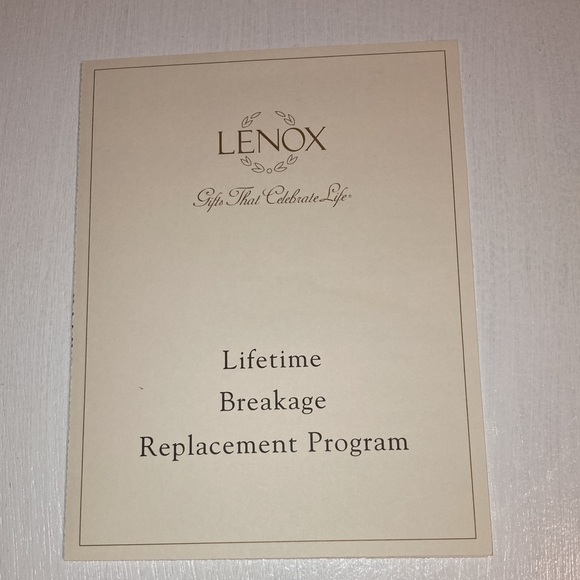 LENOX
Gifts That Celebrate Life®
Lifetime
Breakage
Replacement Program